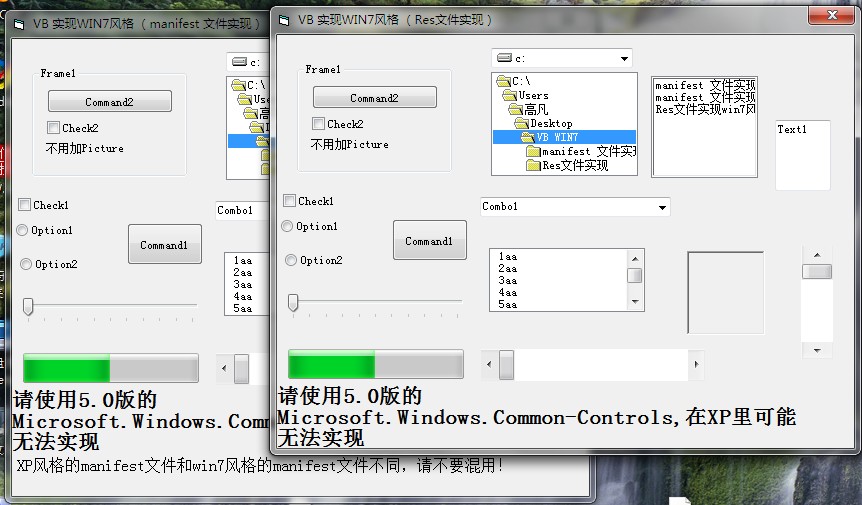 VB 实现WIN7风格 （ manifest 文件实现 ）
Frame1
Command2
Check2
不用加Picture
c:
C:\
Check1
Option1
Option2
Command1
Combo1
1aa
2aa
3aa
4aa
5aa
请使用5.0版的
Microsoft.Windows.Com
无法实现
XP风格的manifest文件和win7风格的manifest文件不同，请不要混用！
VB 实现WIN7风格 （ Res文件实现 ）
Frame1
Command2
Check2
不用加Picture
c:
C:\
Users
高凡
Desktop
VB WIN7
manifest 文件实现
Res文件实现
manifest 文件实现
manifest 文件实现
Res文件实现win7风
Text1
Check1
Option1
Option2
Command1
Combo1
1aa
2aa
3aa
4aa
5aa
请使用5.0版的
Microsoft.Windows.Common-Controls,在XP里可能
无法实现